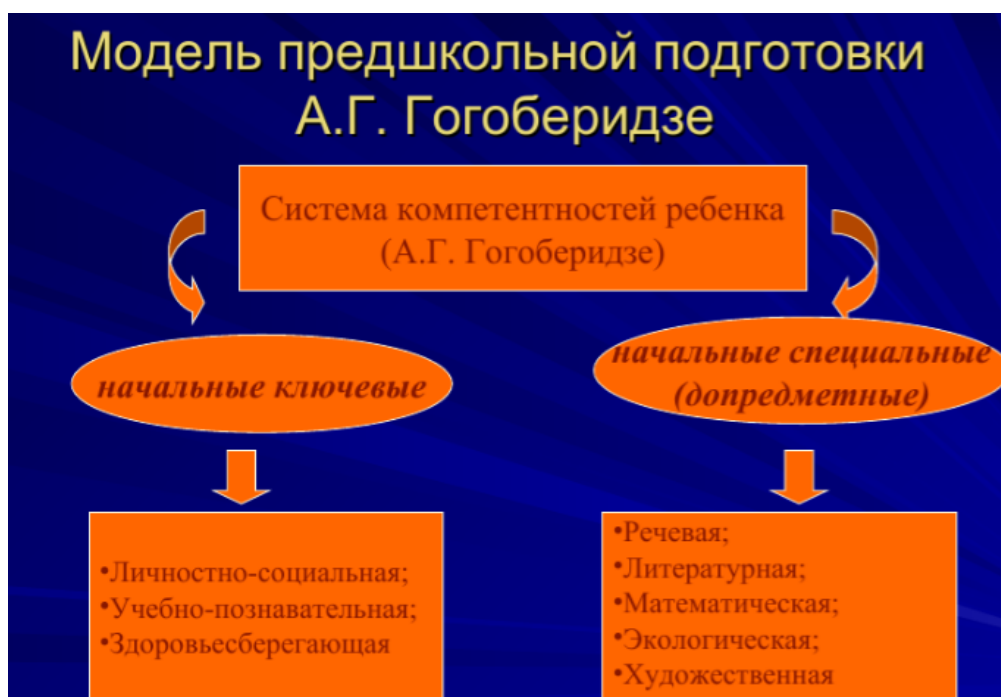 Модель предшкольной подготовки
А.Г. Гогоберидзе
Система компетентностей ребенка
(А.Г. Гогоберидзе)
начальные ключевые
начальные специальные
(допредметные)
•Личностно-социальная;
•Учебно-познавательная;
•Здоровьесберегающая
•Речевая;
•Литературная;
•Математическая;
•Экологическая;
•Художественная